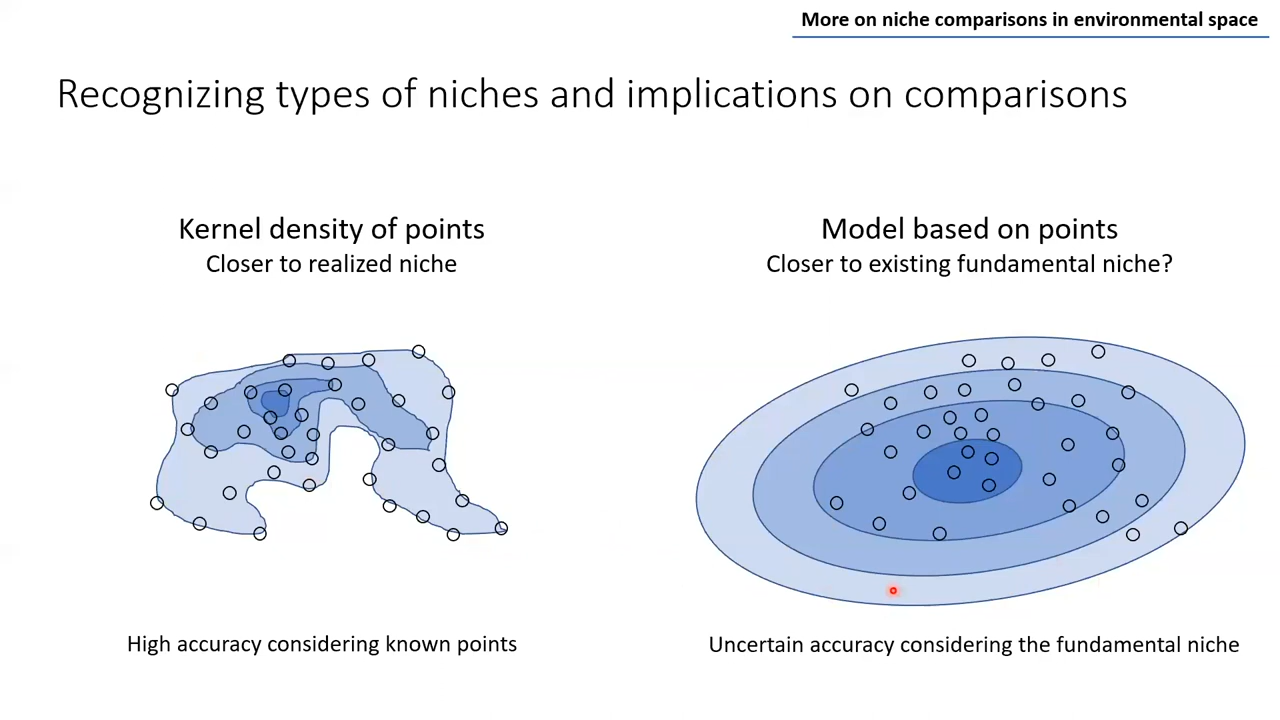 More on niche comparisons in environmental space
Recognizing types of niches and implications on comparisons
Kernel density of points
Closer to realized niche
Model based on points
Closer to existing fundamental niche?
High accuracy considering known points
Uncertain accuracy considering the fundamental niche